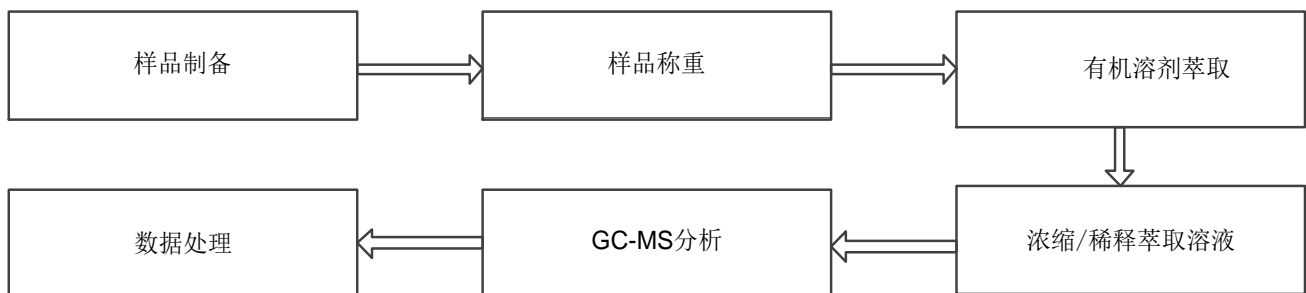 样品制备
样品称重
有机溶剂萃取
浓缩/稀释萃取溶液
GC-MS分析
数据处理